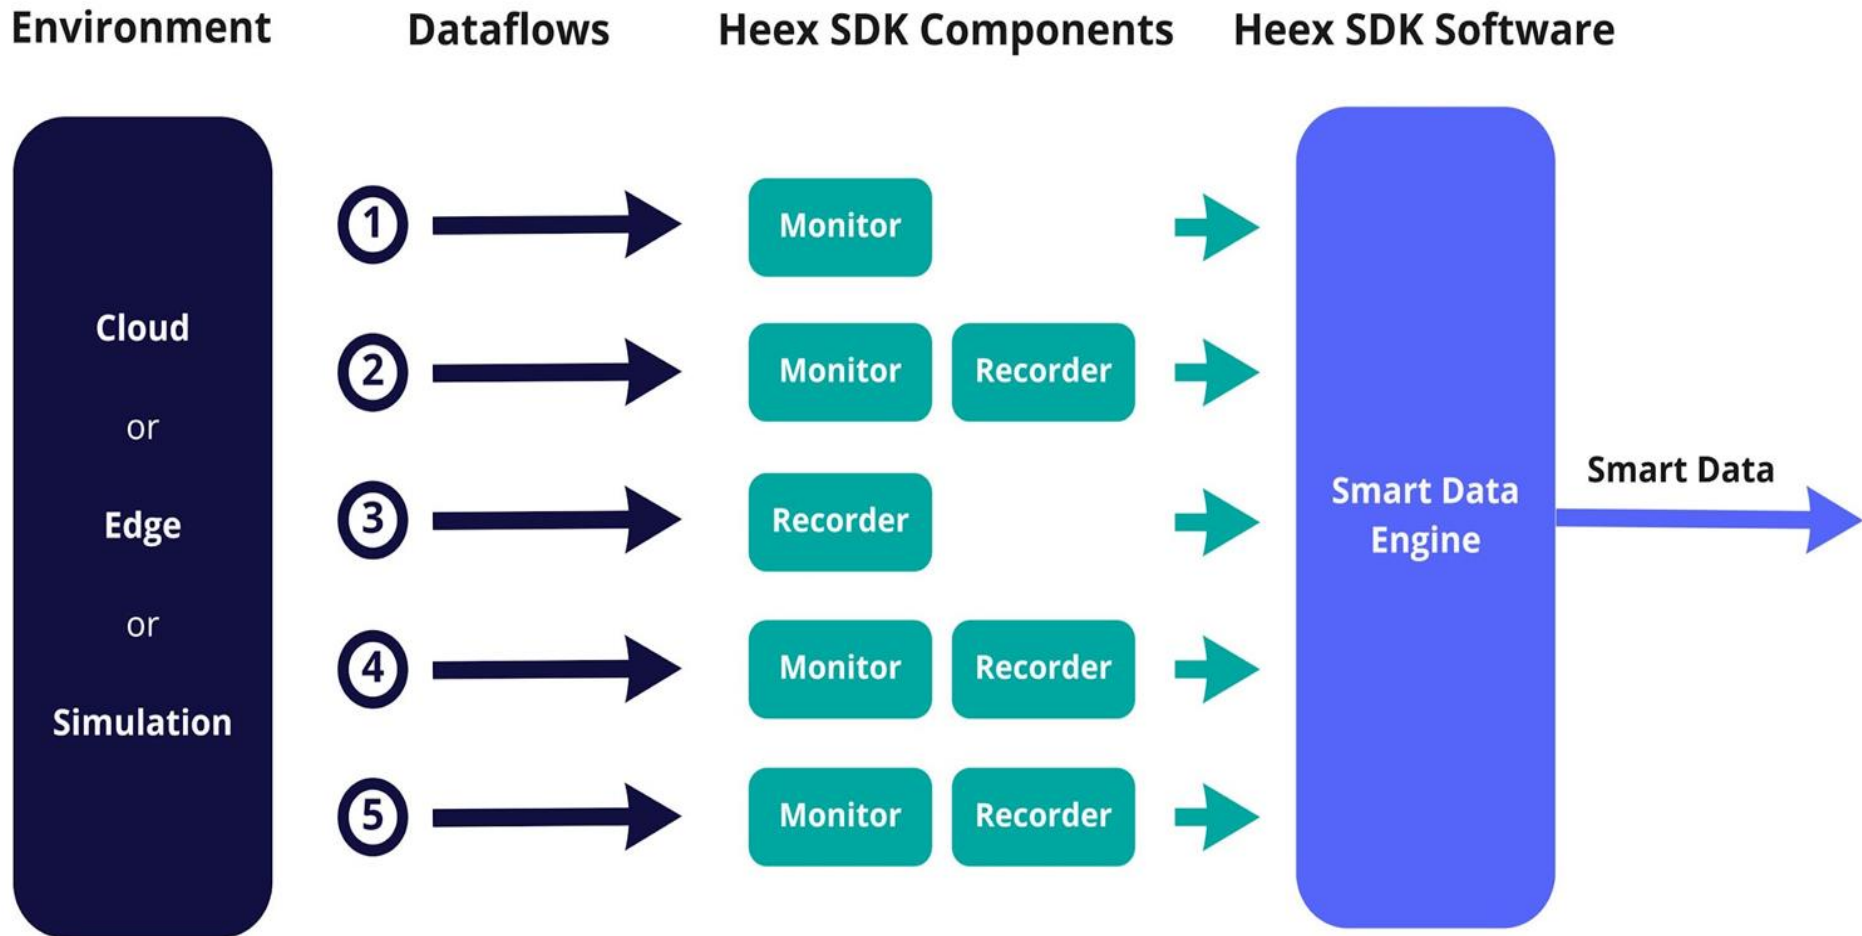 Environment
Dataflows
Heex SDK Components
Heex SDK Software
Cloud
or
Edge
or
Simulation
1
Monitor
2
Monitor
Recorder
3
Recorder
4
Monitor
Recorder
5
Monitor
Recorder
Smart Data
Engine
Smart Data